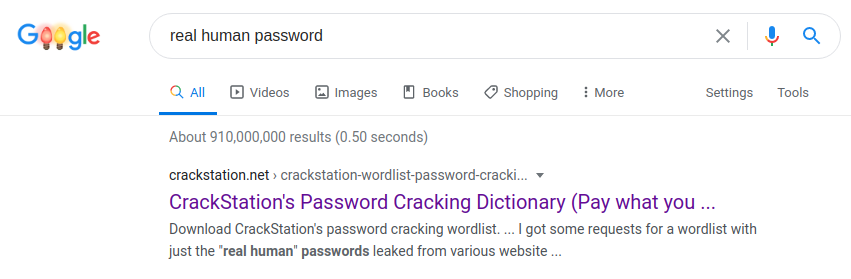 Google
real human password
All Videos Images Books Shopping More Settings Tools
About 910,000,000 results (0.50 seconds)
crackstation.net › crackstation-wordlist-password-cracki...
CrackStation's Password Cracking Dictionary (Pay what you ...
Download CrackStation's password cracking wordlist. ... I got some requests for a wordlist with
just the "real human" passwords leaked from various website ...